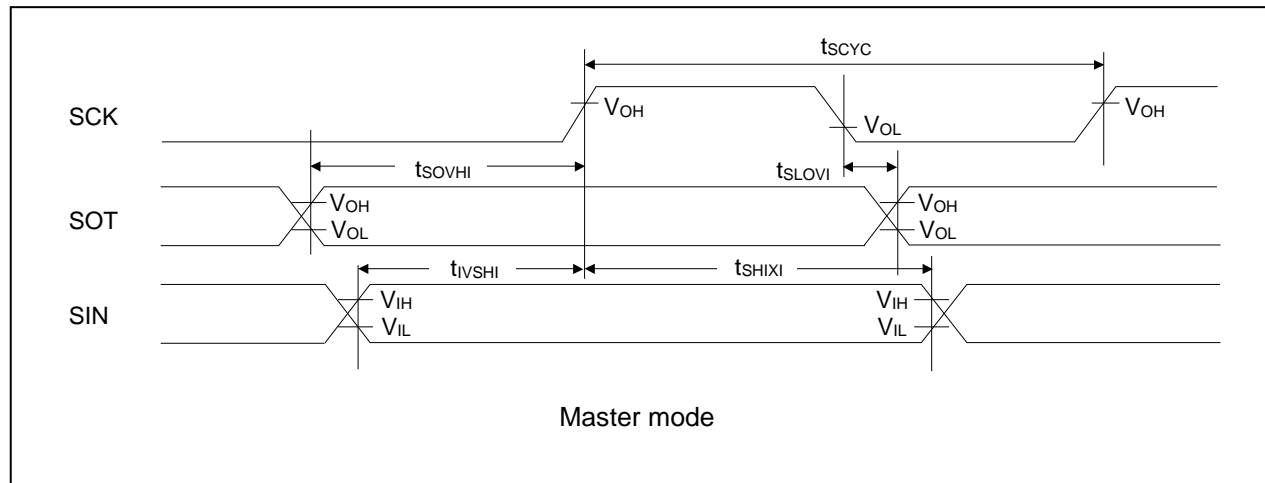 tSCYC
SCK
VOH
VOL
VOH
tSOVHI
tSLOVI
SOT
VOH
VOL
VOH
VOL
tIVSHI
tSHIXI
SIN
VIH
VIL
VIH
VIL
Master mode